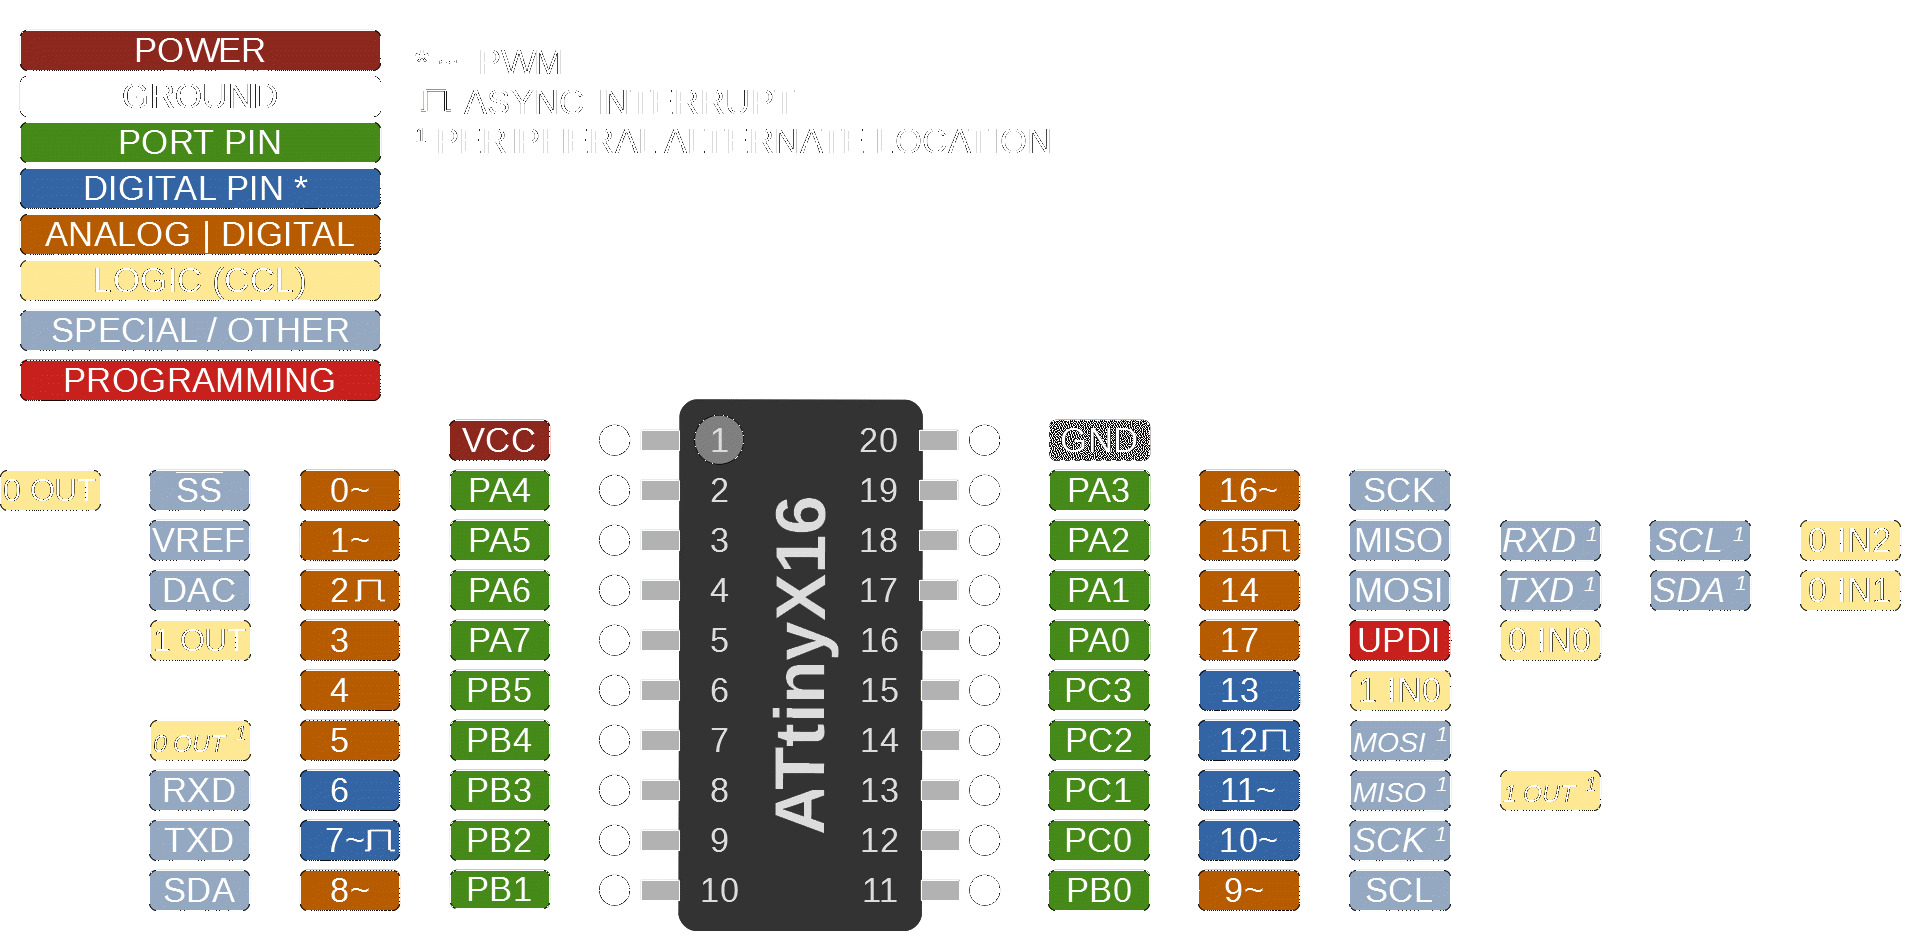 POWER
GROUND
PORT PIN
DIGITAL PIN *
ANALOG | DIGITAL
LOGIC (CCL)
SPECIAL / OTHER
PROGRAMMING
* ~ PWM
ASYNC INTERRUPT
¹ PERIPHERAL ALTERNATE LOCATION
VCC 1 20 GND
0 OUT SS 0~ PA4 2 19 PA3 16~ SCK
VREF 1~ PA5 3 18 PA2 15 MISO RXD ¹ SCL ¹ 0 IN2
DAC 2 PA6 4 17 PA1 14 MOSI TXD ¹ SDA ¹ 0 IN1
1 OUT 3 PA7 5 16 PA0 17 UPDI 0 IN0
4 PB5 6 15 PC3 13 1 IN0
0 OUT ¹ 5 PB4 7 14 PC2 12 MOSI ¹
RXD 6 PB3 8 13 PC1 11~ MISO ¹ 1 OUT ¹
TXD 7~ PB2 9 12 PC0 10~ SCK ¹
SDA 8~ PB1 10 11 PB0 9~ SCL
ATtinyX16